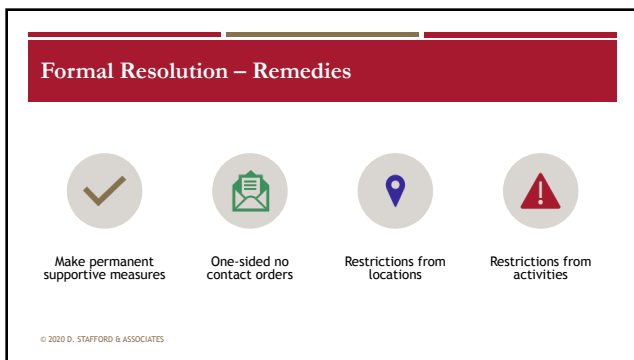 Formal Resolution – Remedies
Make permanent
supportive measures
One-sided no
contact orders
Restrictions from
locations
Restrictions from
activities
© 2020 D. STAFFORD & ASSOCIATES